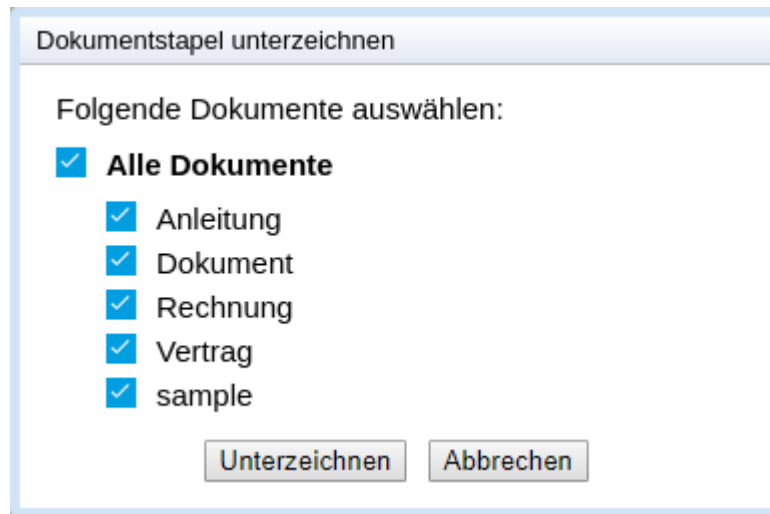 Dokumentstapel unterzeichnen
Folgende Dokumente auswählen:
Alle Dokumente
Anleitung
Dokument
Rechnung
Vertrag
sample
Unterzeichnen Abbrechen